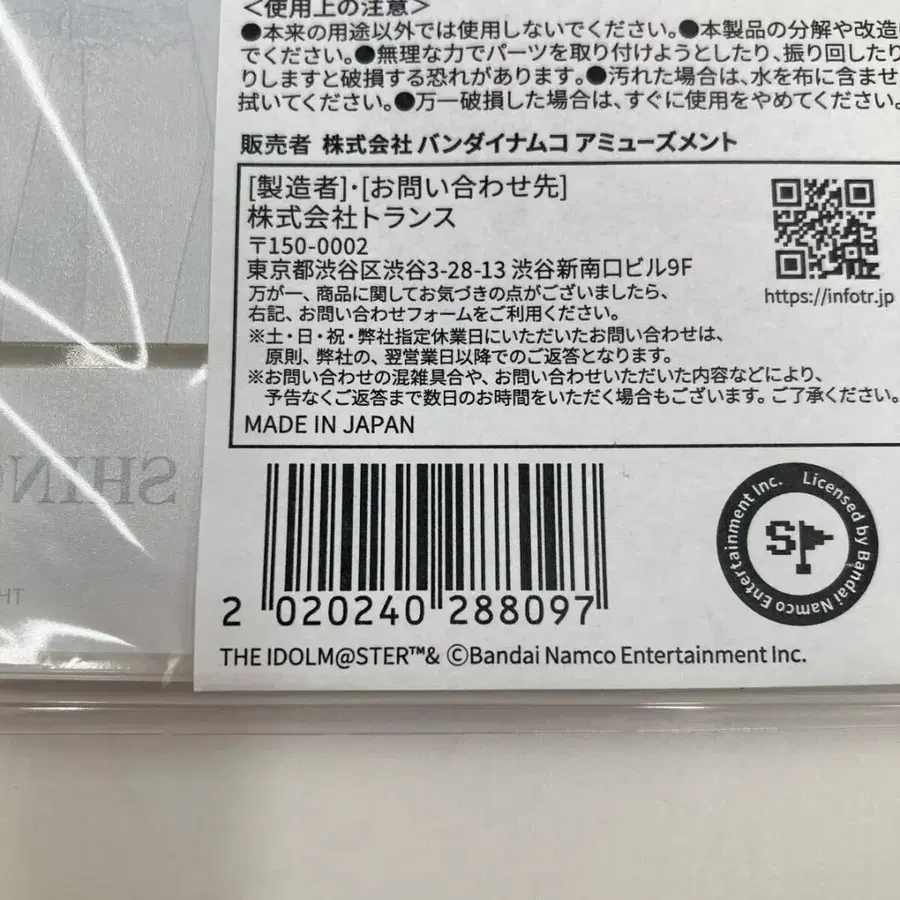 ＜使用上の注意＞
●本来の用途以外では使用しないでください。●本製品の分解や改造
でください。●無理な力でパーツを取り付けようとしたり、振り回したり
りしますと破損する恐れがあります。●汚れた場合は、水を布に含ませ
拭いてください。●万一破損した場合は、すぐに使用をやめてください。
販売者 株式会社 バンダイナムコ アミューズメント
[製造者]・[お問い合わせ先]
株式会社トランス
〒150-0002
東京都渋谷区渋谷3-28-13 渋谷新南口ビル9F
万が一、商品に関してお気づきの点がございましたら、
右記、お問い合わせフォームをご利用ください。
※土・日・祝・弊社指定休業日にいただいたお問い合わせは、
原則、弊社の、翌営業日以降でのご返答となります。
※お問い合わせの混雑具合や、お問い合わせいただいた内容などにより、
予告なくご返答まで数日のお時間をいただく場合もございます。ご了承ください。
MADE IN JAPAN
https://infotr.jp
2 020240 288097
Licensed by Bandai Namco Entertainment Inc.
SP
THE IDOLM@STER™& ©Bandai Namco Entertainment Inc.
SHIN
TH